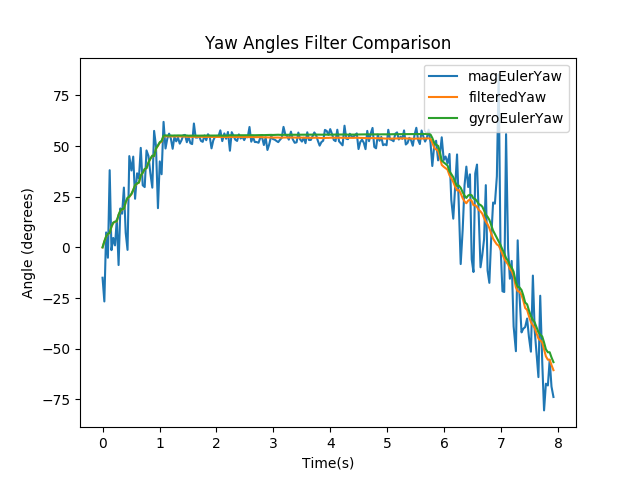 Yaw Angles Filter Comparison
magEulerYaw
filteredYaw
gyroEulerYaw
Angle (degrees)
75
50
25
0
−25
−50
−75
0 1 2 3 4 5 6 7 8
Time(s)